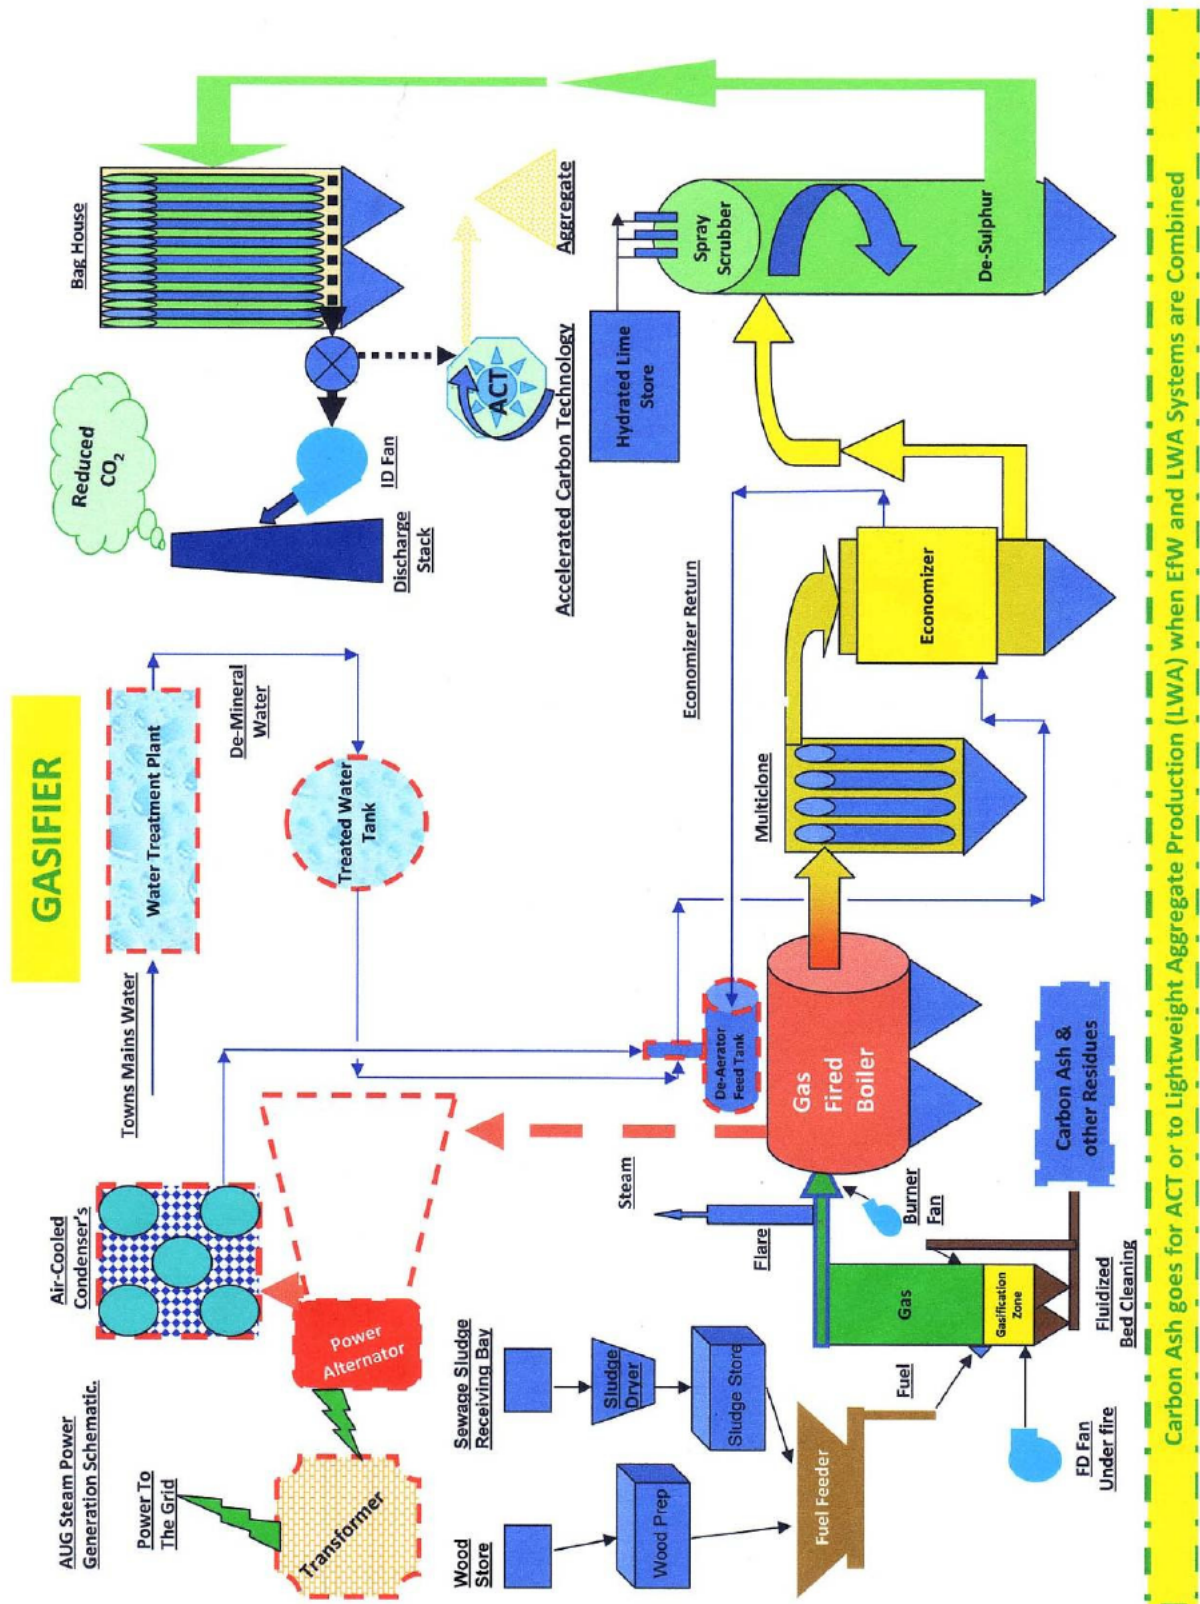 GASIFIER
AUG Steam Power
Generation Schematic.
Power To
The Grid
Transformer
Power
Alternator
Air-Cooled
Condenser's
Towns Mains Water
Water Treatment Plant
De-Mineral
Water
Treated Water
Tank
Reduced
CO2
Discharge
Stack
ID Fan
Bag House
ACT
Accelerated Carbon Technology
Aggregate
Wood
Store
Wood Prep
Sewage Sludge
Receiving Bay
Sludge
Dryer
Sludge Store
Fuel Feeder
Fuel
FD Fan
Under fire
Gas
Gasification
Zone
Fluidized
Bed Cleaning
Flare
Steam
Burner
Fan
Carbon Ash &
other Residues
De-Aerator
Feed Tank
Gas
Fired
Boiler
Multiclone
Economizer Return
Economizer
Hydrated Lime
Store
Spray
Scrubber
De-Sulphur
Carbon Ash goes for ACT or to Lightweight Aggregate Production (LWA) when EfW and LWA Systems are Combined